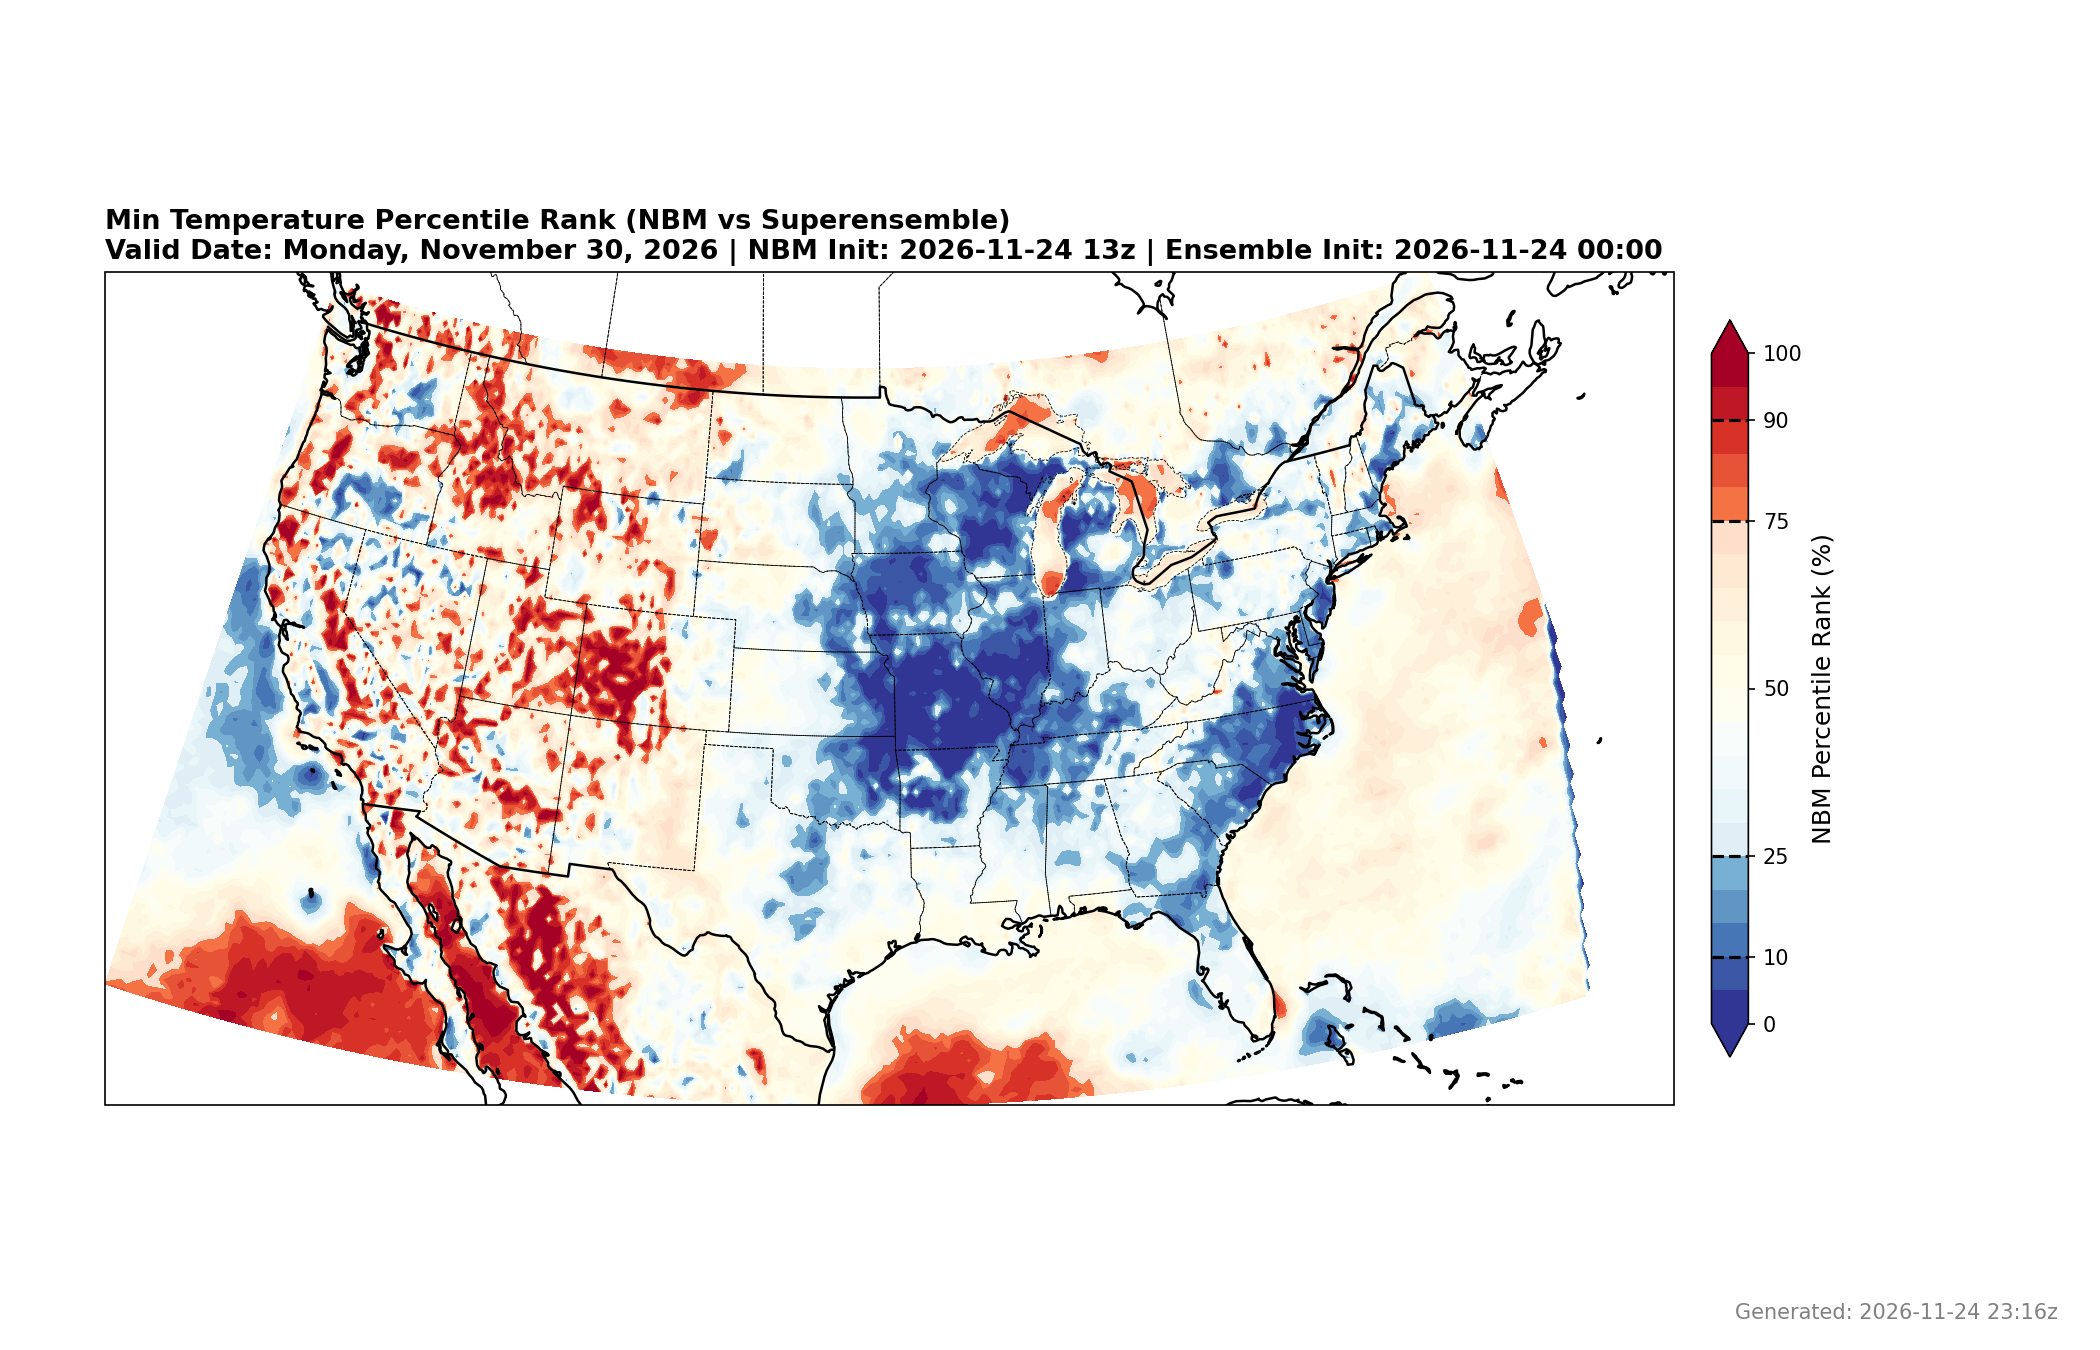 Min Temperature Percentile Rank (NBM vs Superensemble)
Valid Date: Monday, November 30, 2026 | NBM Init: 2026-11-24 13z | Ensemble Init: 2026-11-24 00:00
100
90
75
50
25
10
0
NBM Percentile Rank (%)
Generated: 2026-11-24 23:16z